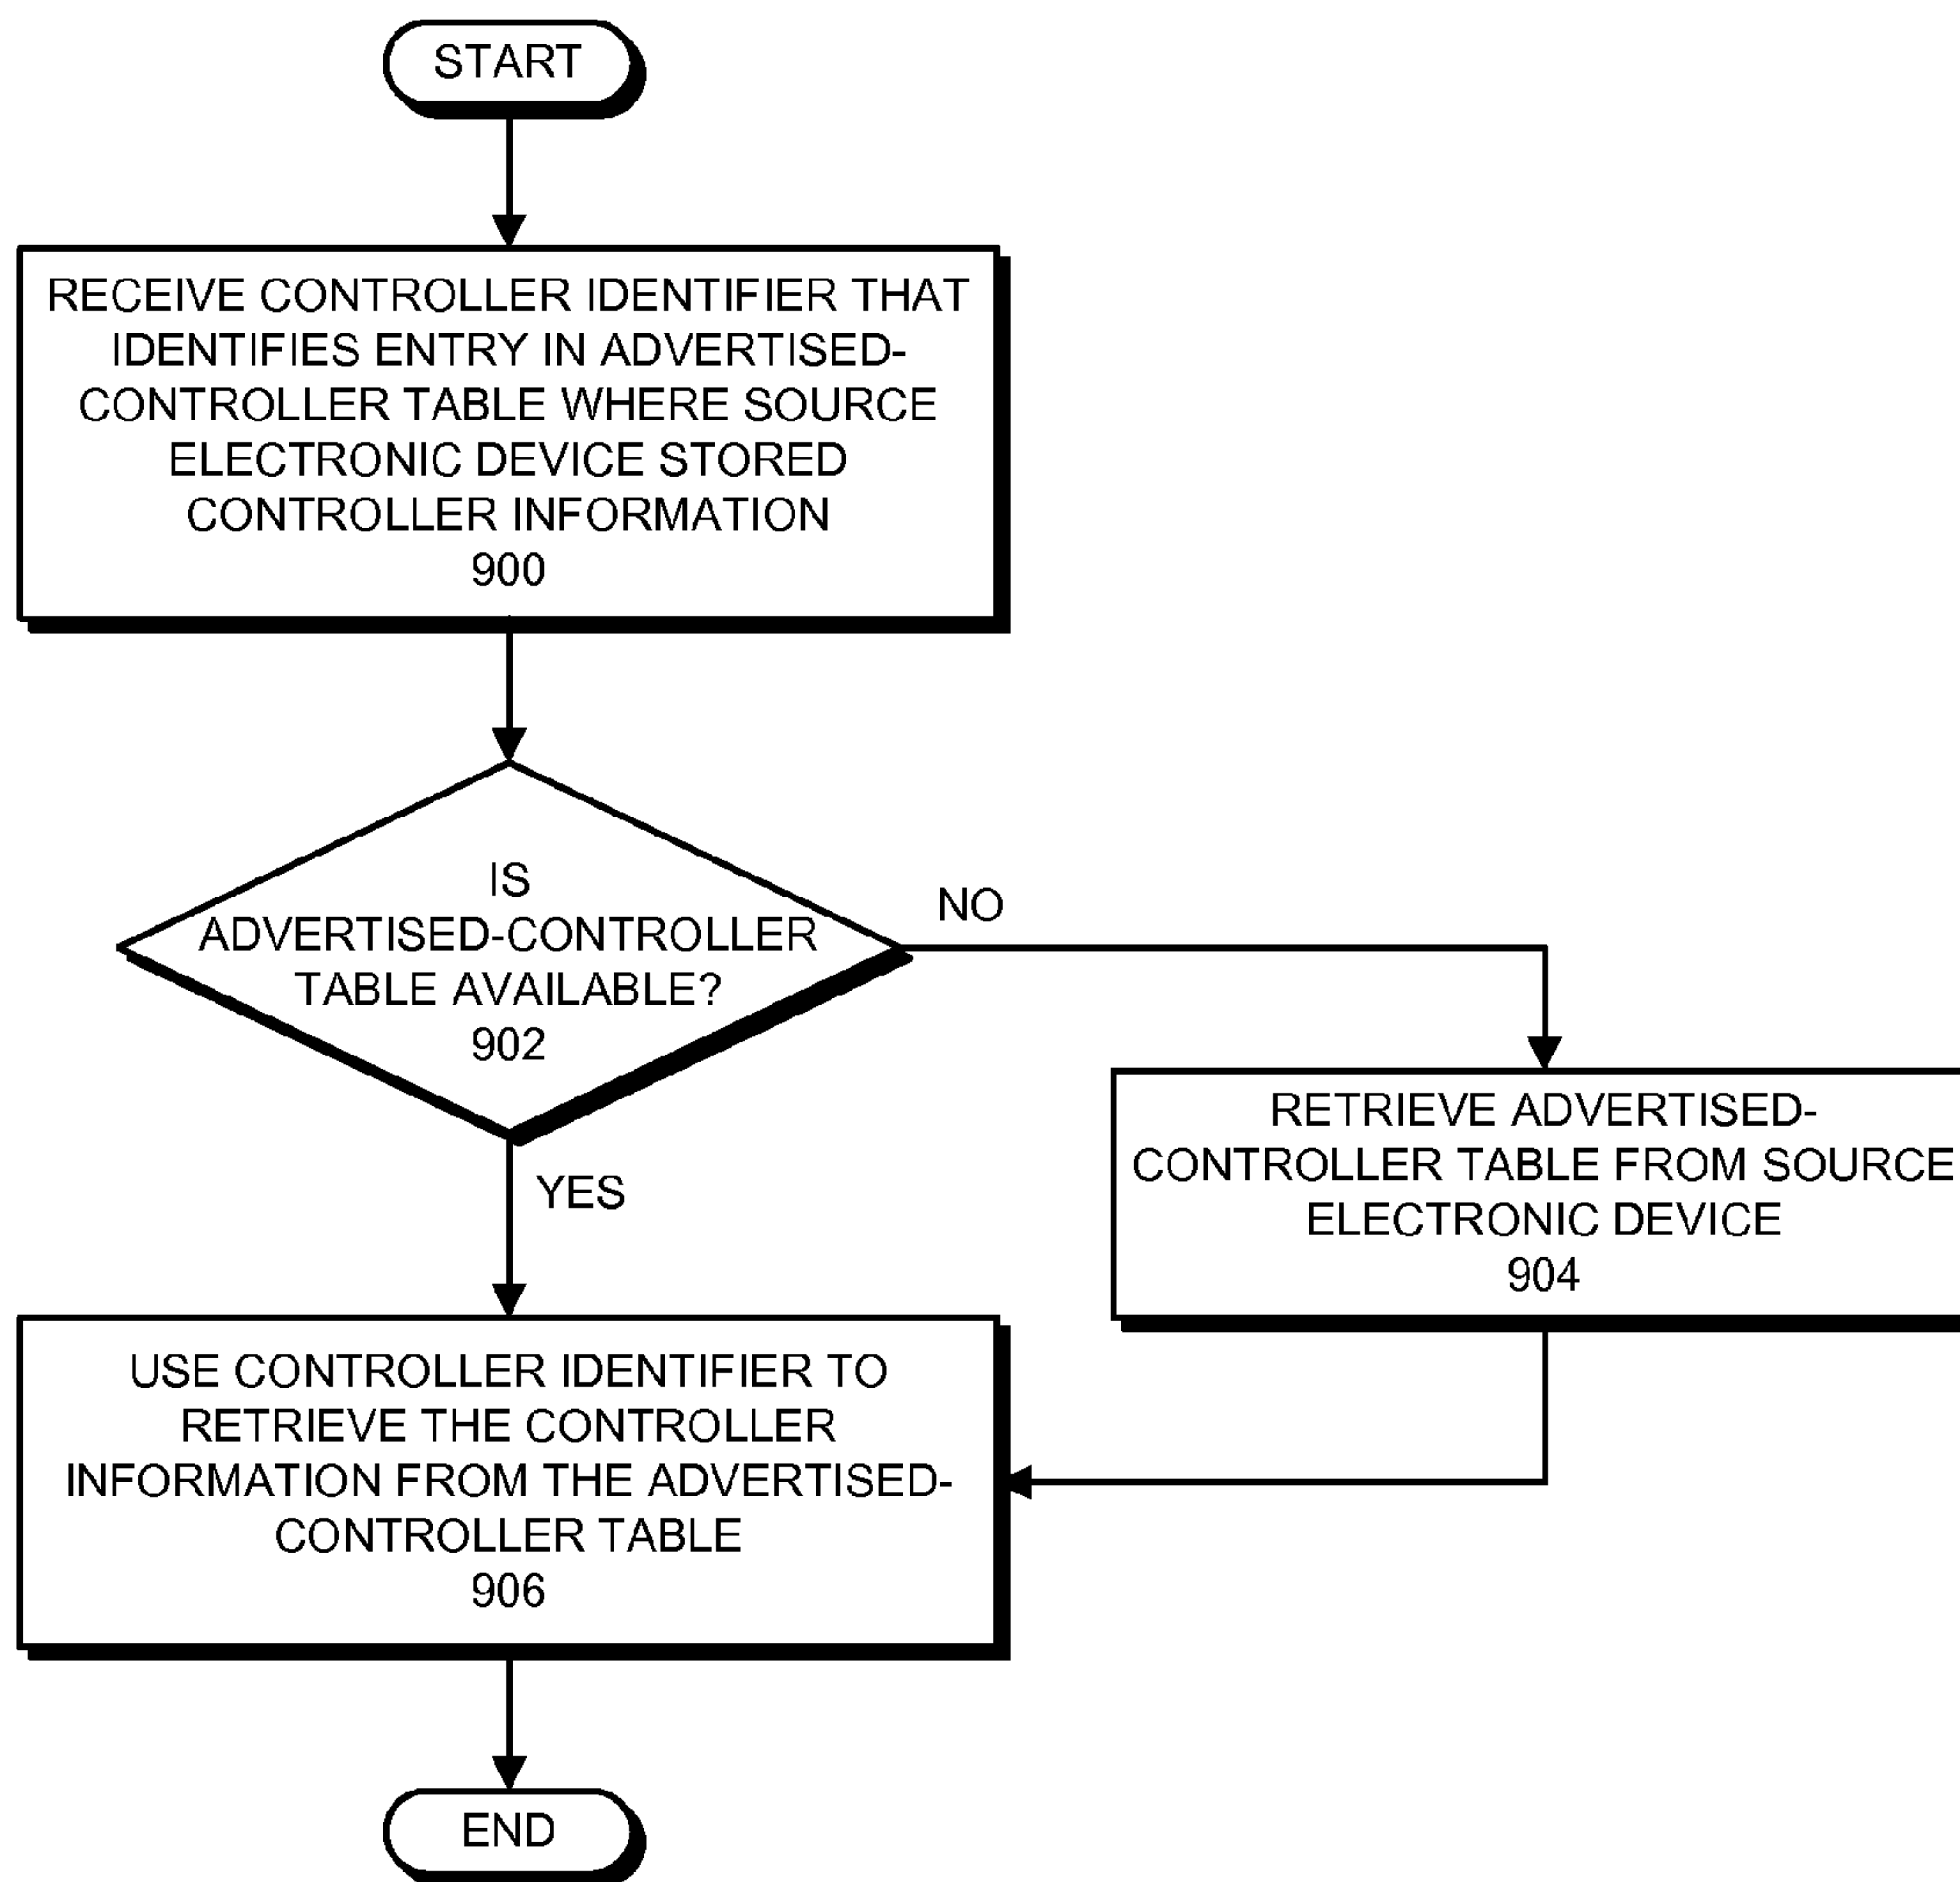 START
RECEIVE CONTROLLER IDENTIFIER THAT
IDENTIFIES ENTRY IN ADVERTISED-
CONTROLLER TABLE WHERE SOURCE
ELECTRONIC DEVICE STORED
CONTROLLER INFORMATION
900
IS
ADVERTISED-CONTROLLER
TABLE AVAILABLE?
902
NO
YES
RETRIEVE ADVERTISED-
CONTROLLER TABLE FROM SOURCE
ELECTRONIC DEVICE
904
USE CONTROLLER IDENTIFIER TO
RETRIEVE THE CONTROLLER
INFORMATION FROM THE ADVERTISED-
CONTROLLER TABLE
906
END